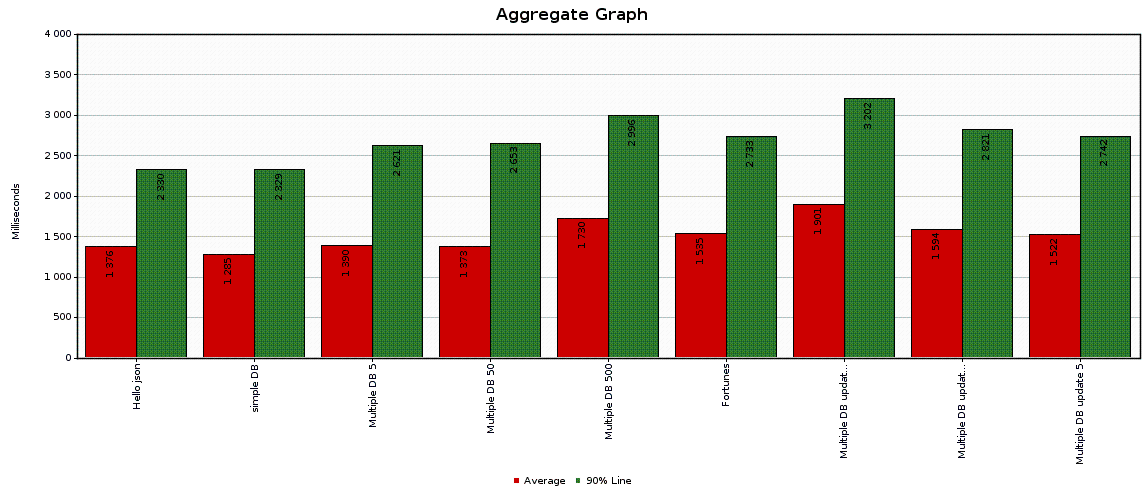 Aggregate Graph
Milliseconds
4 000
3 500
3 000
2 500
2 000
1 500
1 000
500
0
1 376
2 330
1 285
2 329
1 390
2 621
1 373
2 653
1 730
2 996
1 535
2 733
1 901
3 202
1 594
2 821
1 522
2 742
Hello json
simple DB
Multiple DB 5
Multiple DB 50
Multiple DB 500
Fortunes
Multiple DB updat...
Multiple DB updat...
Multiple DB update 5
Average
90% Line